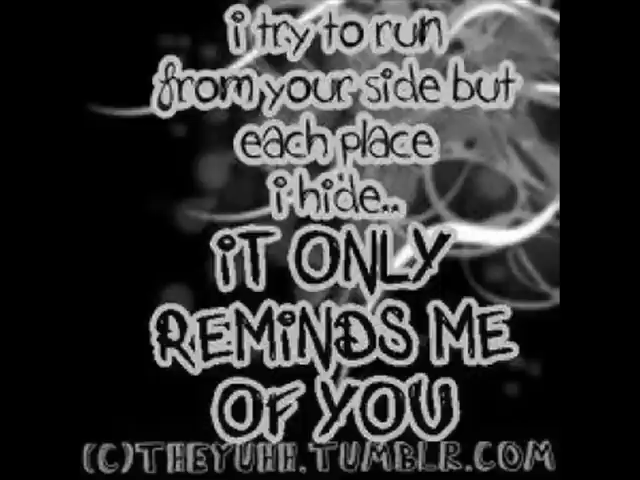 i try to run
from your side but
each place
i hide..
iT ONLY
REMiNDS ME
OF YOU
(C)THEYUHH.TUMBLR.COM